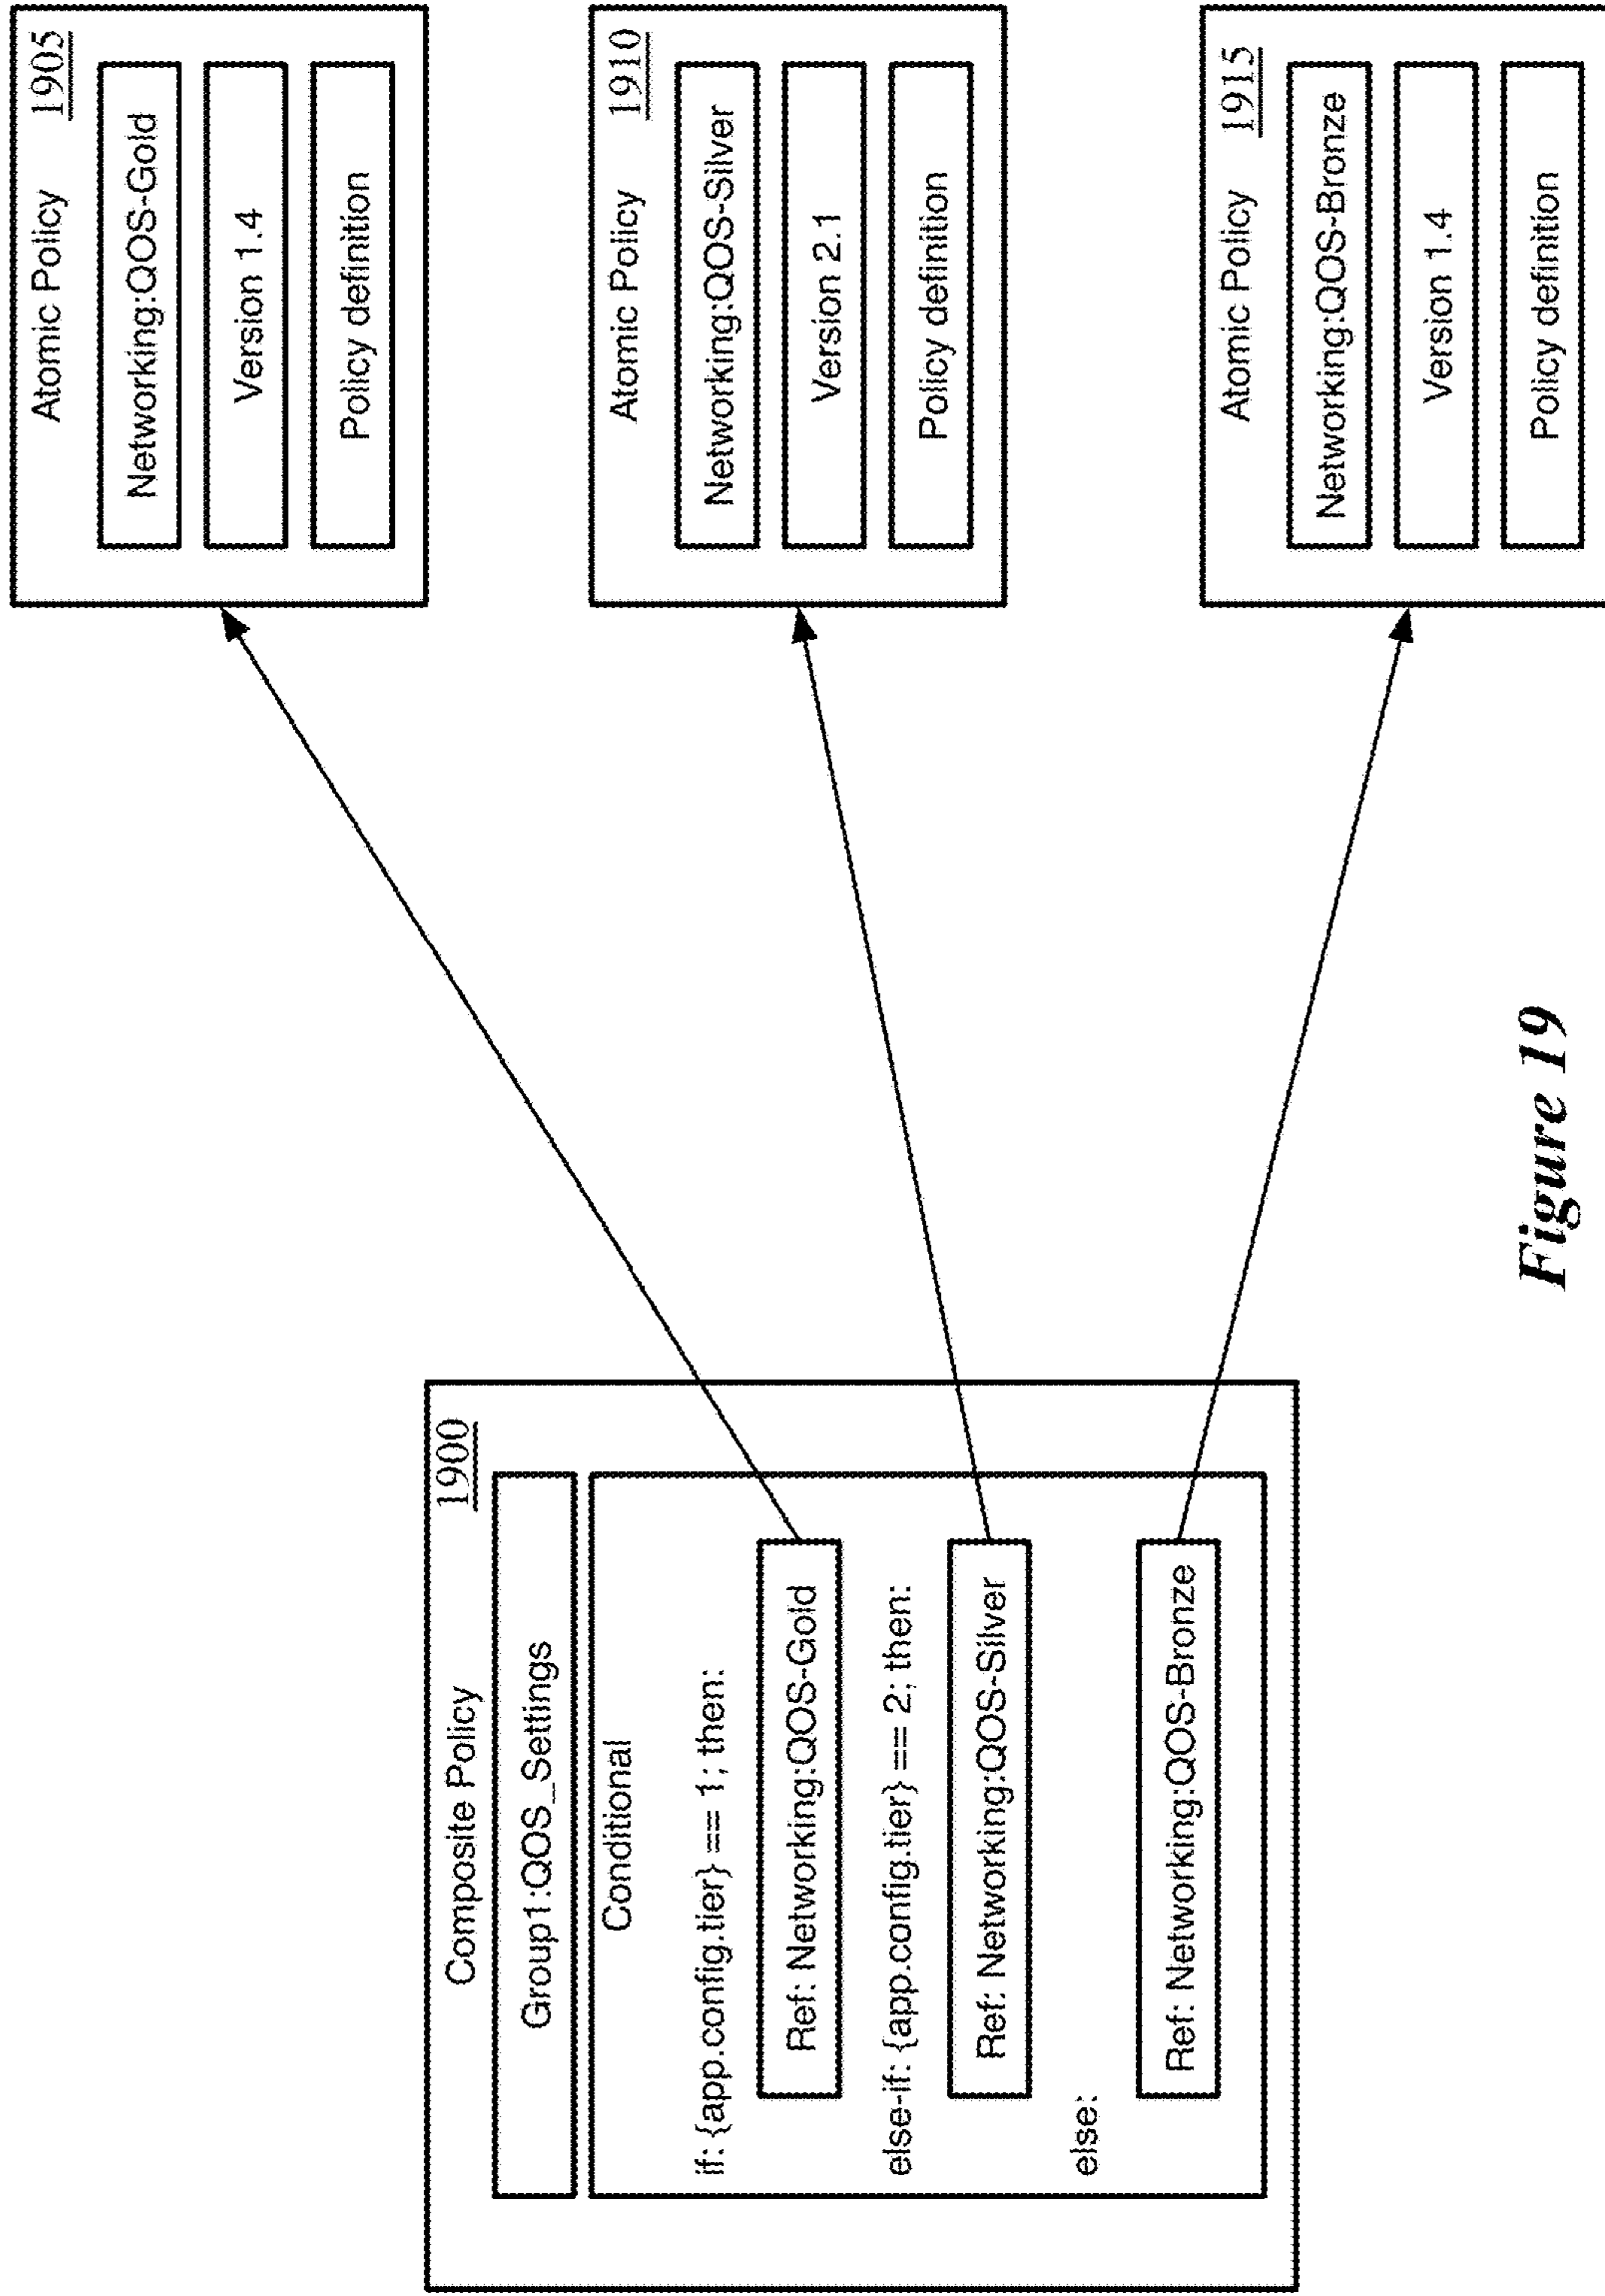 Composite Policy 1900
Group1:QOS_Settings
Conditional
if: {app.config.tier} == 1; then:
Ref: Networking:QOS-Gold
else-if: {app.config.tier} == 2; then:
Ref: Networking:QOS-Silver
else:
Ref: Networking:QOS-Bronze
Atomic Policy 1905
Networking:QOS-Gold
Version 1.4
Policy definition
Atomic Policy 1910
Networking:QOS-Silver
Version 2.1
Policy definition
Atomic Policy 1915
Networking:QOS-Bronze
Version 1.4
Policy definition
Figure 19